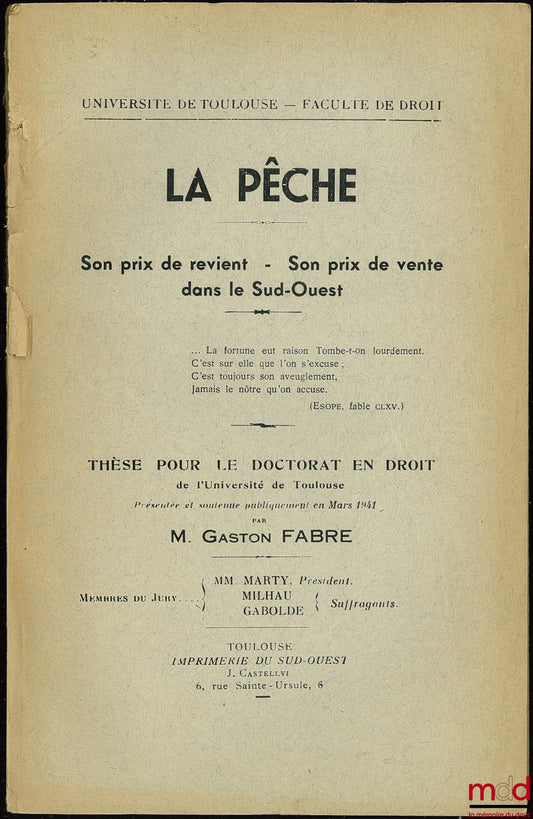 UNIVERSITE DE TOULOUSE — FACULTE DE DROIT
LA PÊCHE
Son prix de revient - Son prix de vente
dans le Sud-Ouest
... La fortune eut raison Tombe-t-on lourdement.
C'est sur elle que l'on s'excuse ;
C'est toujours son aveuglement,
Jamais le nôtre qu'on accuse.
(ESOPE, fable CLXV.)
THÈSE POUR LE DOCTORAT EN DROIT
de l'Université de Toulouse
Présentée et soutenue publiquement en Mars 1941
PAR
M. GASTON FABRE
MM. MARTY, Président.
MEMBRES DU JURY.... MILHAU
GABOLDE Suffragants.
TOULOUSE
IMPRIMERIE DU SUD-OUEST
J. CASTELLVI
6, rue Sainte-Ursule, 6
mdd
la mémoire du droit